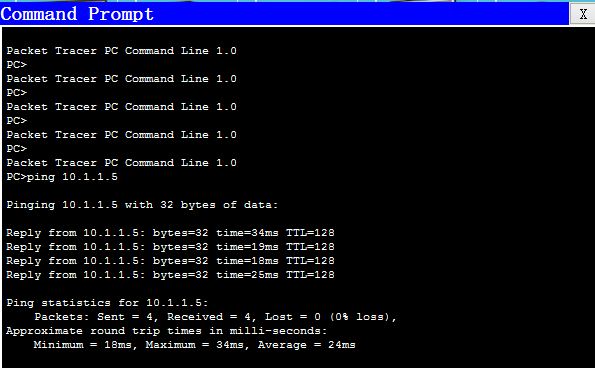 Command Prompt
X
Packet Tracer PC Command Line 1.0
PC>
Packet Tracer PC Command Line 1.0
PC>
Packet Tracer PC Command Line 1.0
PC>
Packet Tracer PC Command Line 1.0
PC>
Packet Tracer PC Command Line 1.0
PC>ping 10.1.1.5
Pinging 10.1.1.5 with 32 bytes of data:
Reply from 10.1.1.5: bytes=32 time=34ms TTL=128
Reply from 10.1.1.5: bytes=32 time=19ms TTL=128
Reply from 10.1.1.5: bytes=32 time=18ms TTL=128
Reply from 10.1.1.5: bytes=32 time=25ms TTL=128
Ping statistics for 10.1.1.5:
    Packets: Sent = 4, Received = 4, Lost = 0 (0% loss),
Approximate round trip times in milli-seconds:
    Minimum = 18ms, Maximum = 34ms, Average = 24ms